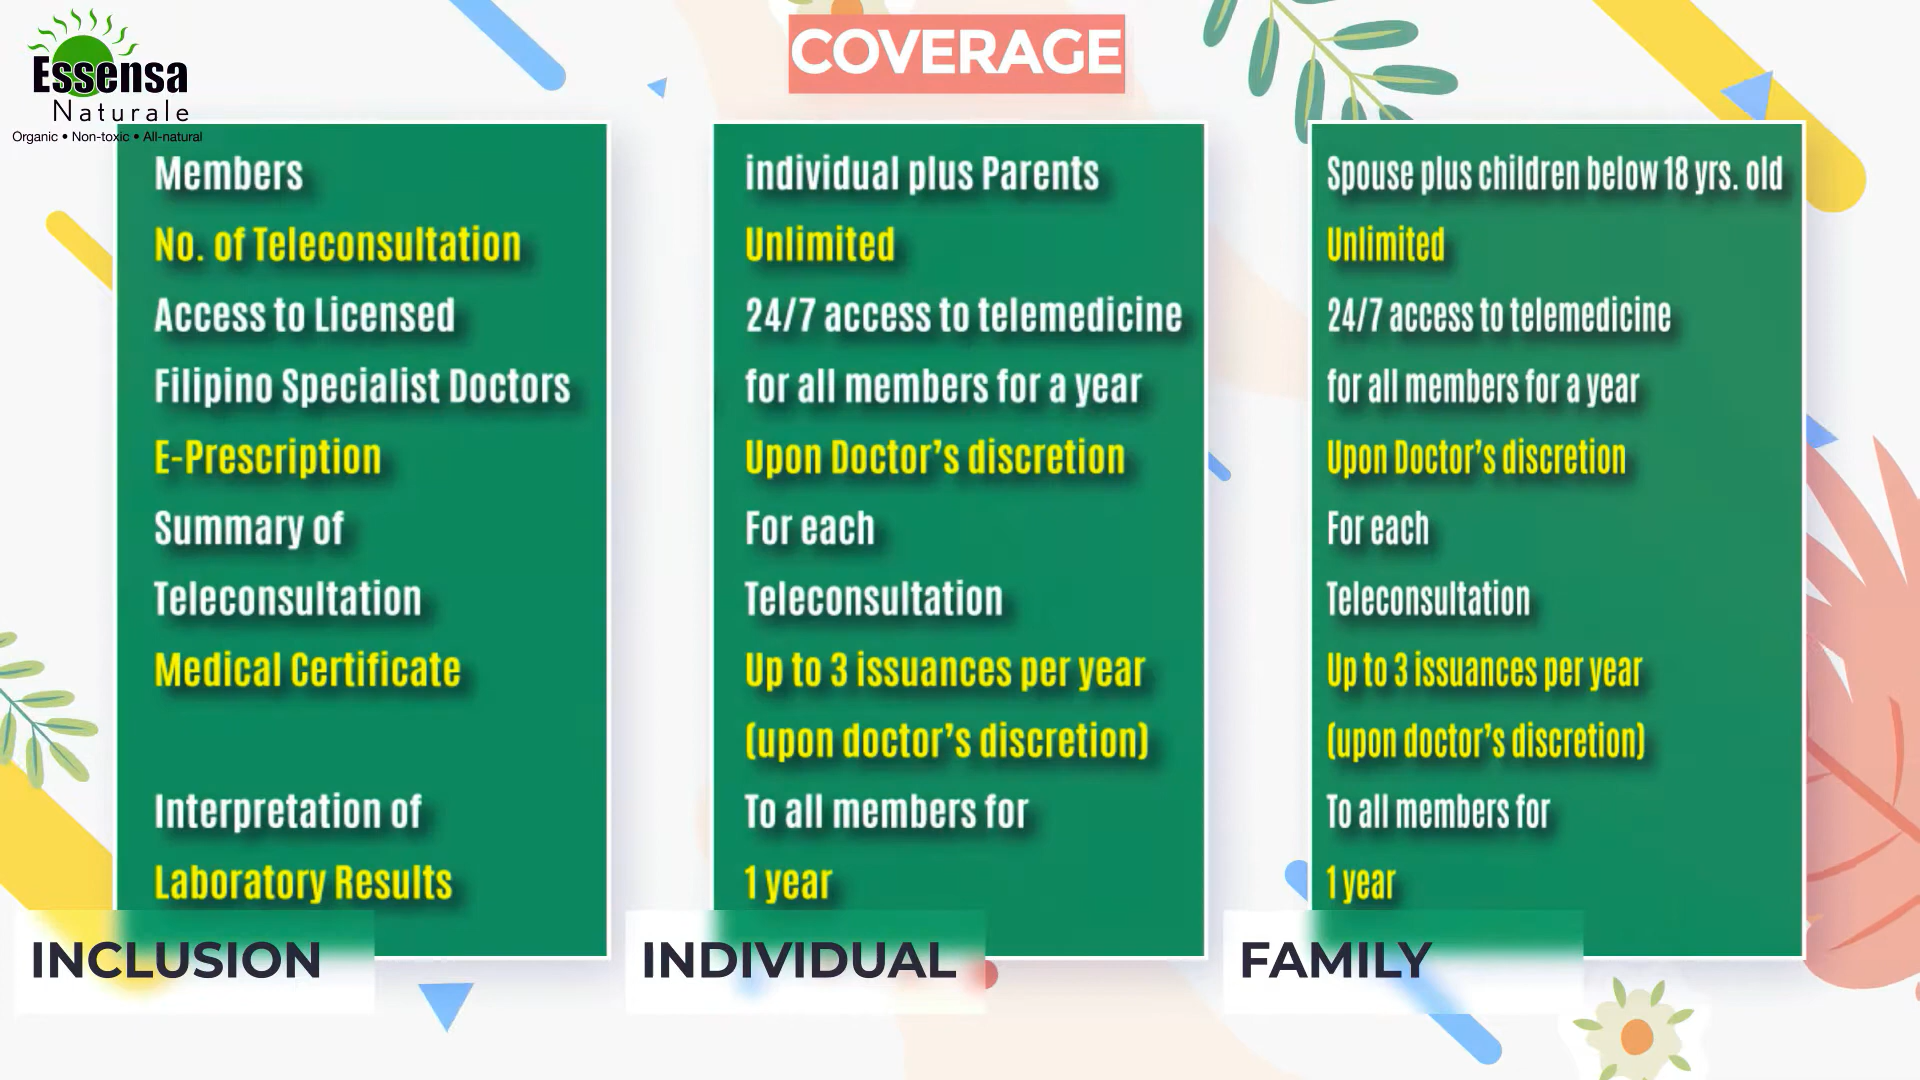 Essensa
Naturale
Organic • Non-toxic • All-natural
COVERAGE
Members
No. of Teleconsultation
Access to Licensed
Filipino Specialist Doctors
E-Prescription
Summary of
Teleconsultation
Medical Certificate
Interpretation of
Laboratory Results
INCLUSION
individual plus Parents
Unlimited
24/7 access to telemedicine
for all members for a year
Upon Doctor’s discretion
For each
Teleconsultation
Up to 3 issuances per year
(upon doctor’s discretion)
To all members for
1 year
INDIVIDUAL
Spouse plus children below 18 yrs. old
Unlimited
24/7 access to telemedicine
for all members for a year
Upon Doctor’s discretion
For each
Teleconsultation
Up to 3 issuances per year
(upon doctor’s discretion)
To all members for
1 year
FAMILY